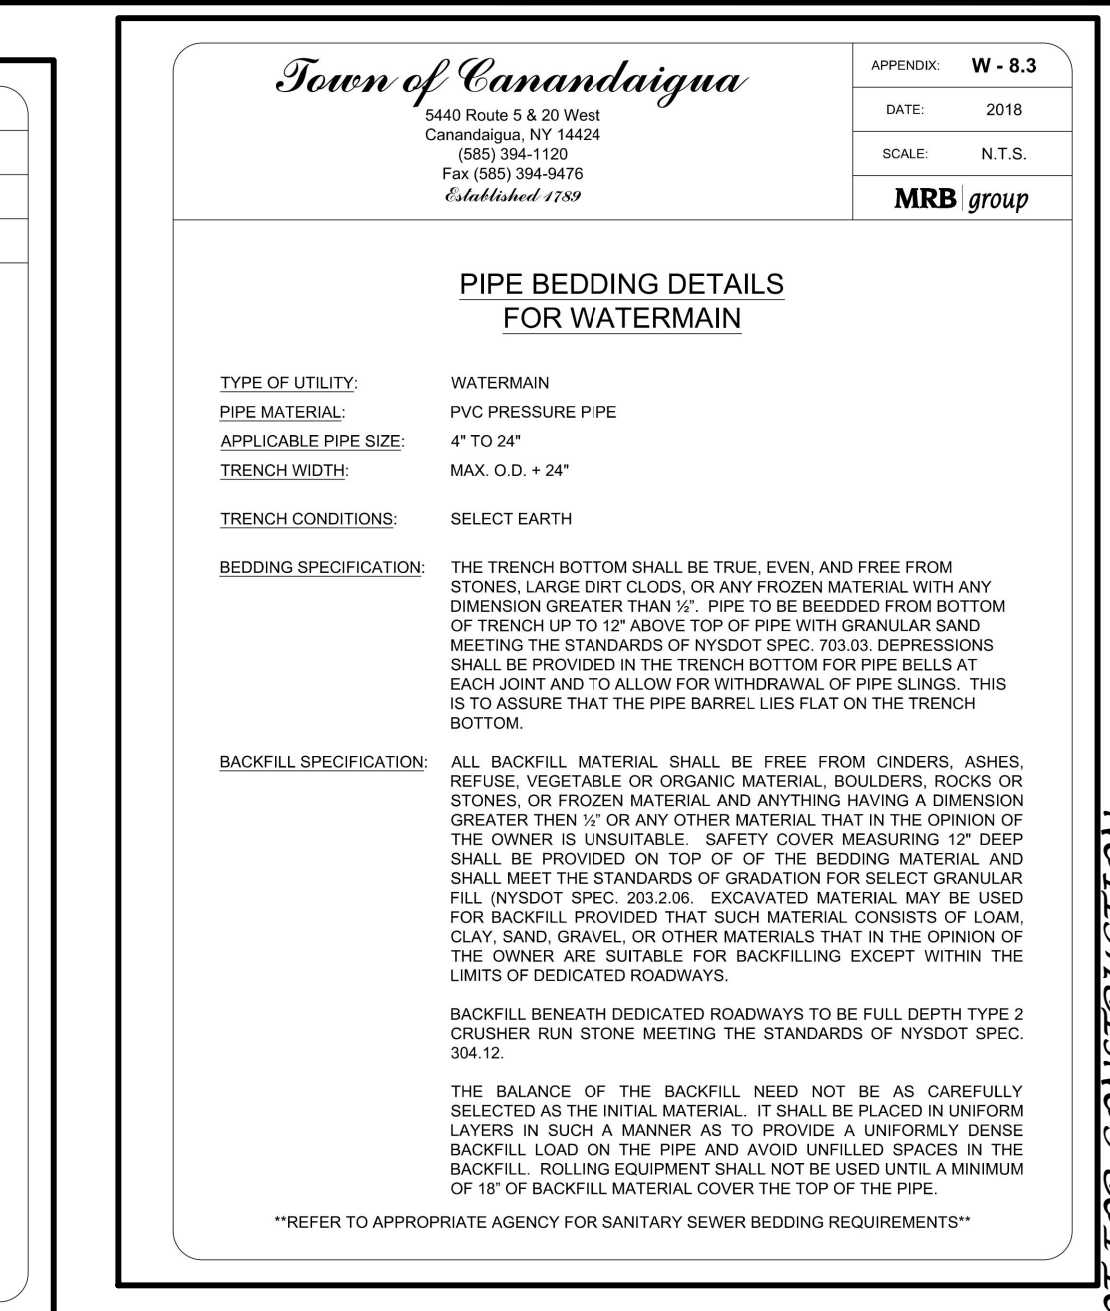 Town of Canandaigua
5440 Route 5 & 20 West
Canandaigua, NY 14424
(585) 394-1120
Fax (585) 394-9476
Established 1789
APPENDIX: W - 8.3
DATE: 2018
SCALE: N.T.S.
MRB group
PIPE BEDDING DETAILS
FOR WATERMAIN
TYPE OF UTILITY: WATERMAIN
PIPE MATERIAL: PVC PRESSURE PIPE
APPLICABLE PIPE SIZE: 4" TO 24"
TRENCH WIDTH: MAX. O.D. + 24"
TRENCH CONDITIONS: SELECT EARTH
BEDDING SPECIFICATION: THE TRENCH BOTTOM SHALL BE TRUE, EVEN, AND FREE FROM
STONES, LARGE DIRT CLODS, OR ANY FROZEN MATERIAL WITH ANY
DIMENSION GREATER THAN ½”. PIPE TO BE BEEDDED FROM BOTTOM
OF TRENCH UP TO 12" ABOVE TOP OF PIPE WITH GRANULAR SAND
MEETING THE STANDARDS OF NYSDOT SPEC. 703.03. DEPRESSIONS
SHALL BE PROVIDED IN THE TRENCH BOTTOM FOR PIPE BELLS AT
EACH JOINT AND TO ALLOW FOR WITHDRAWAL OF PIPE SLINGS. THIS
IS TO ASSURE THAT THE PIPE BARREL LIES FLAT ON THE TRENCH
BOTTOM.
BACKFILL SPECIFICATION: ALL BACKFILL MATERIAL SHALL BE FREE FROM CINDERS, ASHES,
REFUSE, VEGETABLE OR ORGANIC MATERIAL, BOULDERS, ROCKS OR
STONES, OR FROZEN MATERIAL AND ANYTHING HAVING A DIMENSION
GREATER THEN ½” OR ANY OTHER MATERIAL THAT IN THE OPINION OF
THE OWNER IS UNSUITABLE. SAFETY COVER MEASURING 12" DEEP
SHALL BE PROVIDED ON TOP OF OF THE BEDDING MATERIAL AND
SHALL MEET THE STANDARDS OF GRADATION FOR SELECT GRANULAR
FILL (NYSDOT SPEC. 203.2.06. EXCAVATED MATERIAL MAY BE USED
FOR BACKFILL PROVIDED THAT SUCH MATERIAL CONSISTS OF LOAM,
CLAY, SAND, GRAVEL, OR OTHER MATERIALS THAT IN THE OPINION OF
THE OWNER ARE SUITABLE FOR BACKFILLING EXCEPT WITHIN THE
LIMITS OF DEDICATED ROADWAYS.
BACKFILL BENEATH DEDICATED ROADWAYS TO BE FULL DEPTH TYPE 2
CRUSHER RUN STONE MEETING THE STANDARDS OF NYSDOT SPEC.
304.12.
THE BALANCE OF THE BACKFILL NEED NOT BE AS CAREFULLY
SELECTED AS THE INITIAL MATERIAL. IT SHALL BE PLACED IN UNIFORM
LAYERS IN SUCH A MANNER AS TO PROVIDE A UNIFORMLY DENSE
BACKFILL LOAD ON THE PIPE AND AVOID UNFILLED SPACES IN THE
BACKFILL. ROLLING EQUIPMENT SHALL NOT BE USED UNTIL A MINIMUM
OF 18” OF BACKFILL MATERIAL COVER THE TOP OF THE PIPE.
**REFER TO APPROPRIATE AGENCY FOR SANITARY SEWER BEDDING REQUIREMENTS**